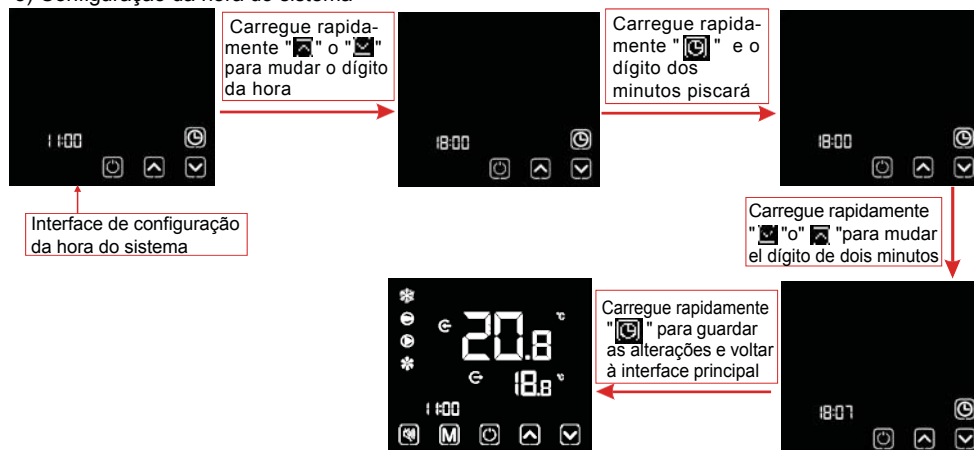 Carregue rapida-
mente " " o " "
para mudar o dígito
da hora
Carregue rapida-
mente " " e o
dígito dos
minutos piscará
11:00
18:00
18:00
Interface de configuração
da hora do sistema
Carregue rapidamente
" "o" "para mudar
el dígito de dois minutos
20.8 °C
18.8 °C
11:00
M
Carregue rapidamente
" " para guardar
as alterações e voltar
à interface principal
18:07